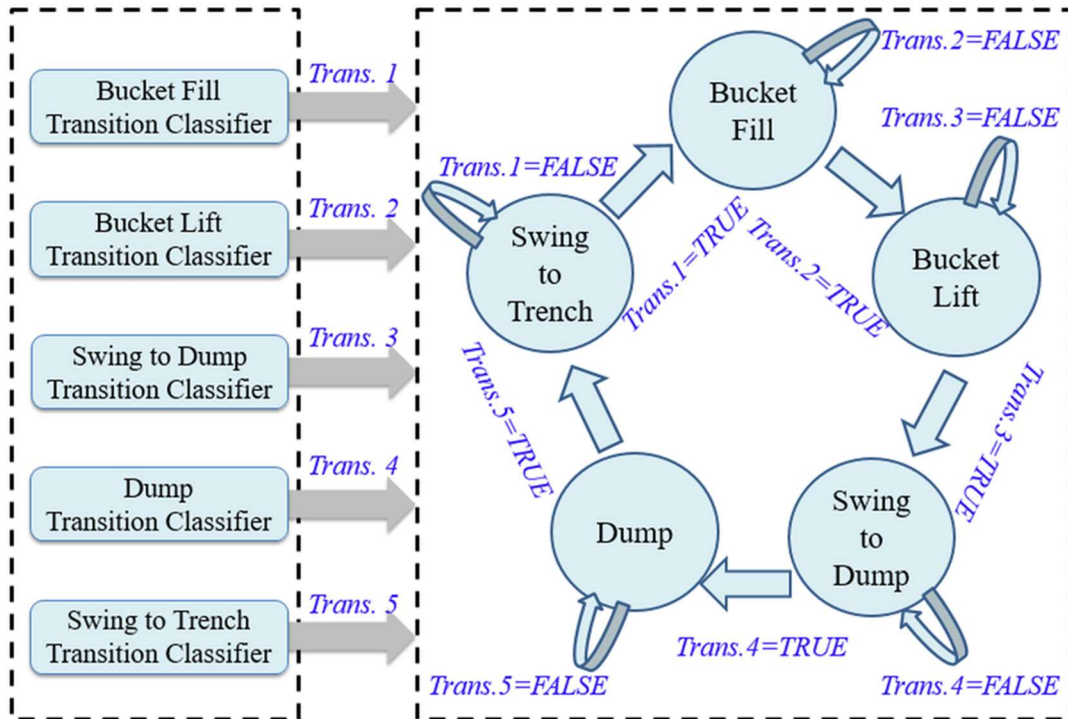 Bucket Fill
Transition Classifier
Trans. 1
Bucket Lift
Transition Classifier
Trans. 2
Swing to Dump
Transition Classifier
Trans. 3
Dump
Transition Classifier
Trans. 4
Swing to Trench
Transition Classifier
Trans. 5
Bucket
Fill
Trans.2=FALSE
Trans.3=FALSE
Trans.1=FALSE
Swing
to
Trench
Trans.1=TRUE
Trans.2=TRUE
Bucket
Lift
Trans.5=TRUE
Trans.3=TRUE
Dump
Swing
to
Dump
Trans.4=TRUE
Trans.5=FALSE
Trans.4=FALSE